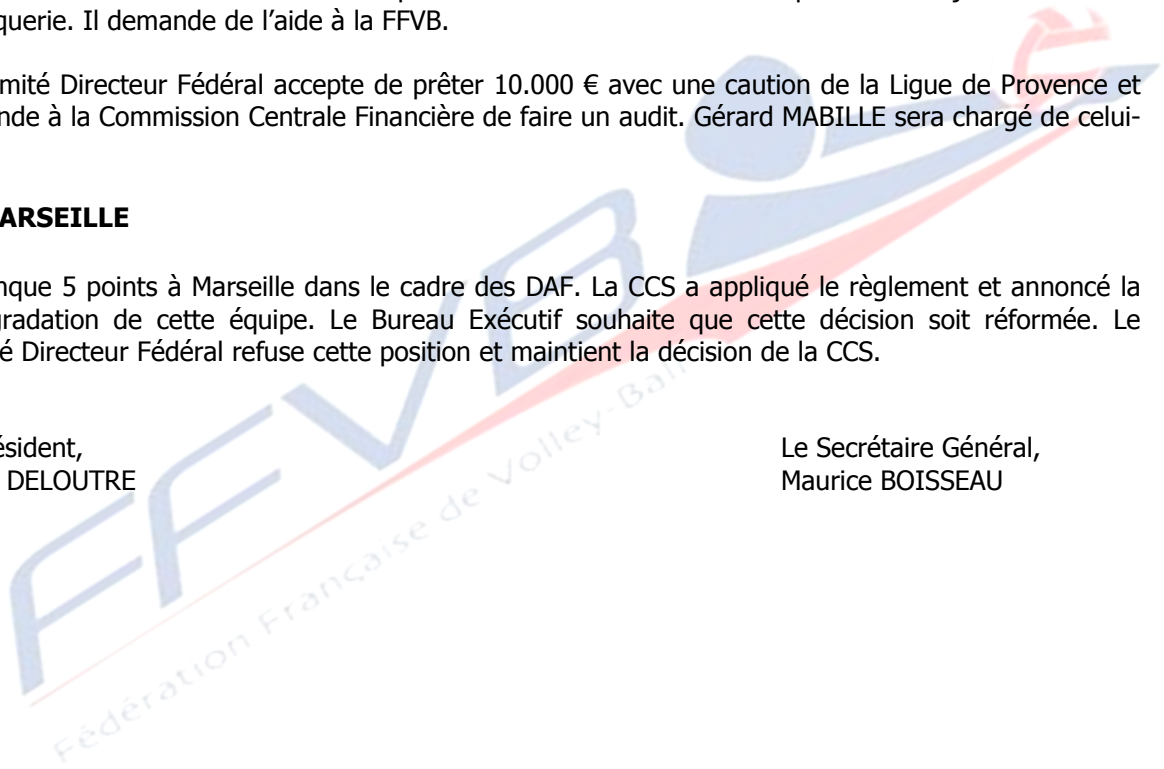 querie. Il demande de l'aide à la FFVB.
mité Directeur Fédéral accepte de prêter 10.000 € avec une caution de la Ligue de Provence et
nde à la Commission Centrale Financière de faire un audit. Gérard MABILLE sera chargé de celui-
ARSEILLE
nque 5 points à Marseille dans le cadre des DAF. La CCS a appliqué le règlement et annoncé la
gradation de cette équipe. Le Bureau Exécutif souhaite que cette décision soit réformée. Le
é Directeur Fédéral refuse cette position et maintient la décision de la CCS.
ésident,
DELOUTRE
Le Secrétaire Général,
Maurice BOISSEAU
FFVB
Fédération Française de Volley-Ball